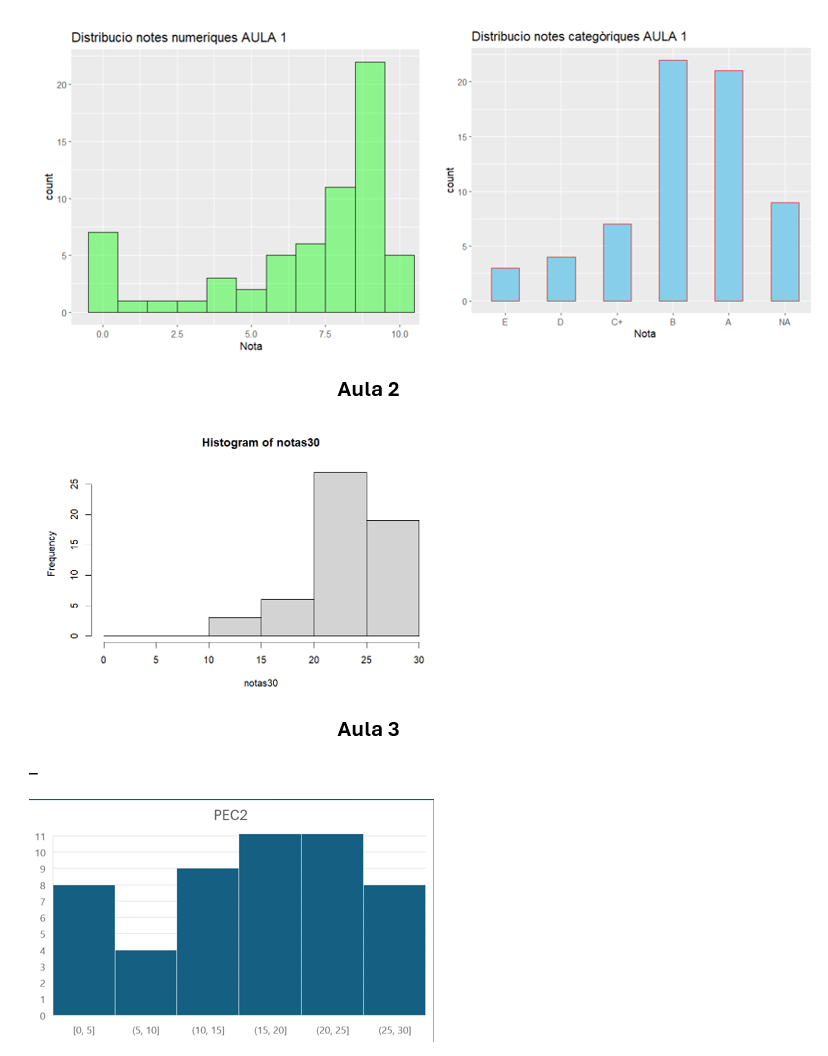 Distribucio notes numeriques AULA 1
20
15
10
5
0
count
0.0 2.5 5.0 7.5 10.0
Nota
Distribucio notes categòriques AULA 1
20
15
10
5
0
count
E D C+ B A NA
Nota
Aula 2
Histogram of notas30
25
20
15
10
5
0
Frequency
0 5 10 15 20 25 30
notas30
Aula 3
–
PEC2
11
10
9
8
7
6
5
4
3
2
1
0
[0, 5] (5, 10] (10, 15] (15, 20] (20, 25] (25, 30]